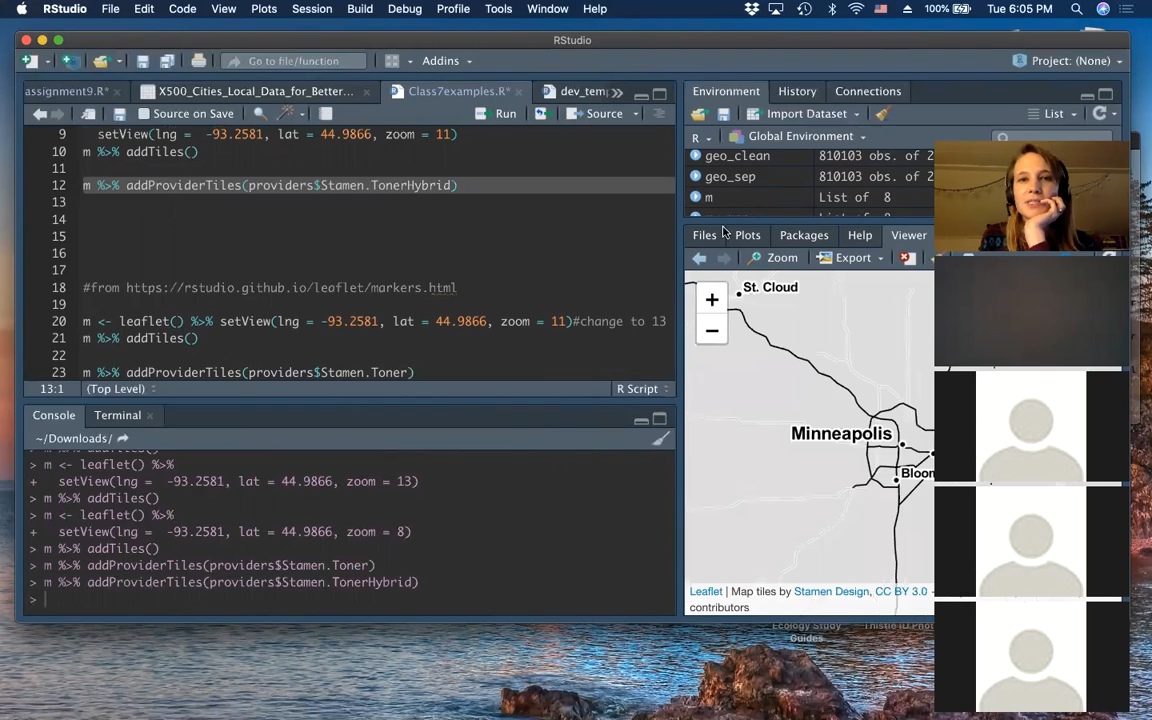 RStudio File Edit Code View Plots Session Build Debug Profile Tools Window Help 100% Tue 6:05 PM
RStudio
Go to file/function Addins Project: (None)
assignment9.R* X500_Cities_Local_Data_for_Better... Class7examples.R*
Source on Save Run Source
9 setView(lng = -93.2581, lat = 44.9866, zoom = 11)
10 m %>% addTiles()
11
12 m %>% addProviderTiles(providers$Stamen.TonerHybrid)
13
14
15
16
17
18 #from https://rstudio.github.io/leaflet/markers.html
19
20 m <- leaflet() %>% setView(lng = -93.2581, lat = 44.9866, zoom = 11)#change to 13
21 m %>% addTiles()
22
23 m %>% addProviderTiles(providers$Stamen.Toner)
13:1 (Top Level) R Script
Console Terminal
~/Downloads/
> m <- leaflet() %>%
+ setView(lng = -93.2581, lat = 44.9866, zoom = 13)
> m %>% addTiles()
> m <- leaflet() %>%
+ setView(lng = -93.2581, lat = 44.9866, zoom = 8)
> m %>% addTiles()
> m %>% addProviderTiles(providers$Stamen.Toner)
> m %>% addProviderTiles(providers$Stamen.TonerHybrid)
>
Environment History Connections
Import Dataset List
R Global Environment
geo_clean 810103 obs. of 2
geo_sep 810103 obs. of 2
m List of 8
Files Plots Packages Help Viewer
Zoom Export
+
−
St. Cloud
Minneapolis
Bloom
Leaflet | Map tiles by Stamen Design, CC BY 3.0 —
contributors
Ecology Study
Guides